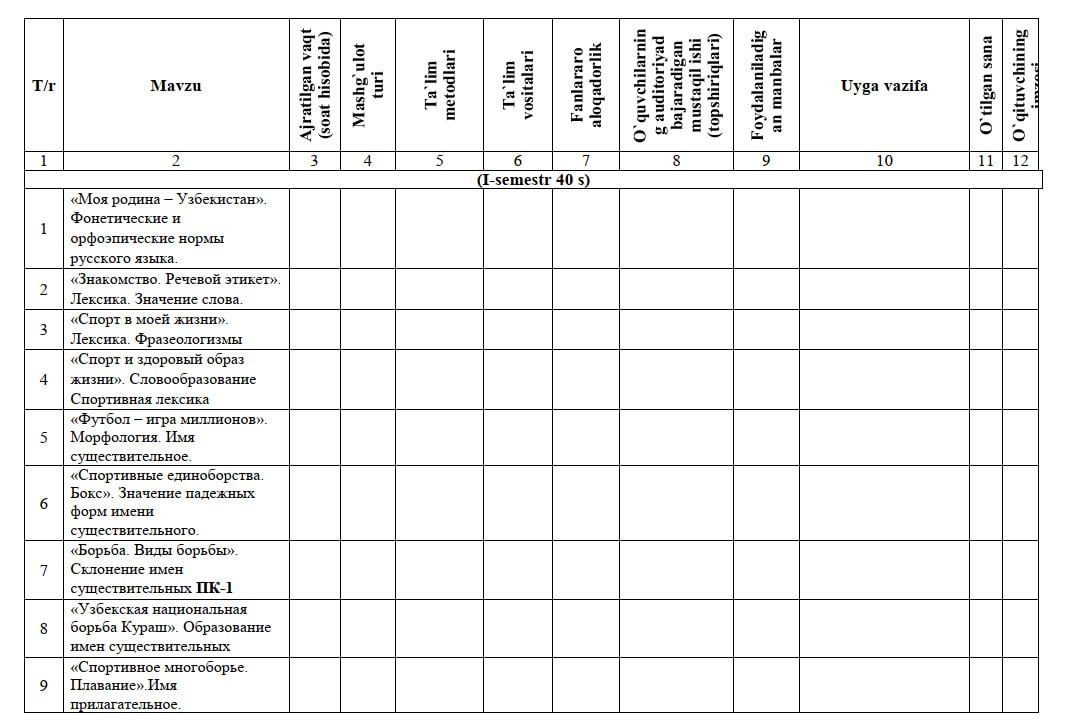 T/r
Mavzu
Ajratilgan vaqt
(soat hisobida)
Mashg`ulot
turi
Ta`lim
metodlari
Ta`lim
vositalari
Fanlararo
aloqadorlik
O`quvchilarnin
g auditoriyad
bajaradigan
mustaqil ishi
(topshiriqlari)
Foydalaniladig
an manbalar
Uyga vazifa
O`tilgan sana
O`qituvchining
1
2
3
4
5
6
7
8
9
10
11
12
(I-semestr 40 s)
1
«Моя родина – Узбекистан».
Фонетические и
орфоэпические нормы
русского языка.
2
«Знакомство. Речевой этикет».
Лексика. Значение слова.
3
«Спорт в моей жизни».
Лексика. Фразеологизмы
4
«Спорт и здоровый образ
жизни». Словообразование
Спортивная лексика
5
«Футбол – игра миллионов».
Морфология. Имя
существительное.
6
«Спортивные единоборства.
Бокс». Значение падежных
форм имени
существительного.
7
«Борьба. Виды борьбы».
Склонение имен
существительных ПК-1
8
«Узбекская национальная
борьба Кураш». Образование
имен существительных
9
«Спортивное многоборье.
Плавание».Имя
прилагательное.